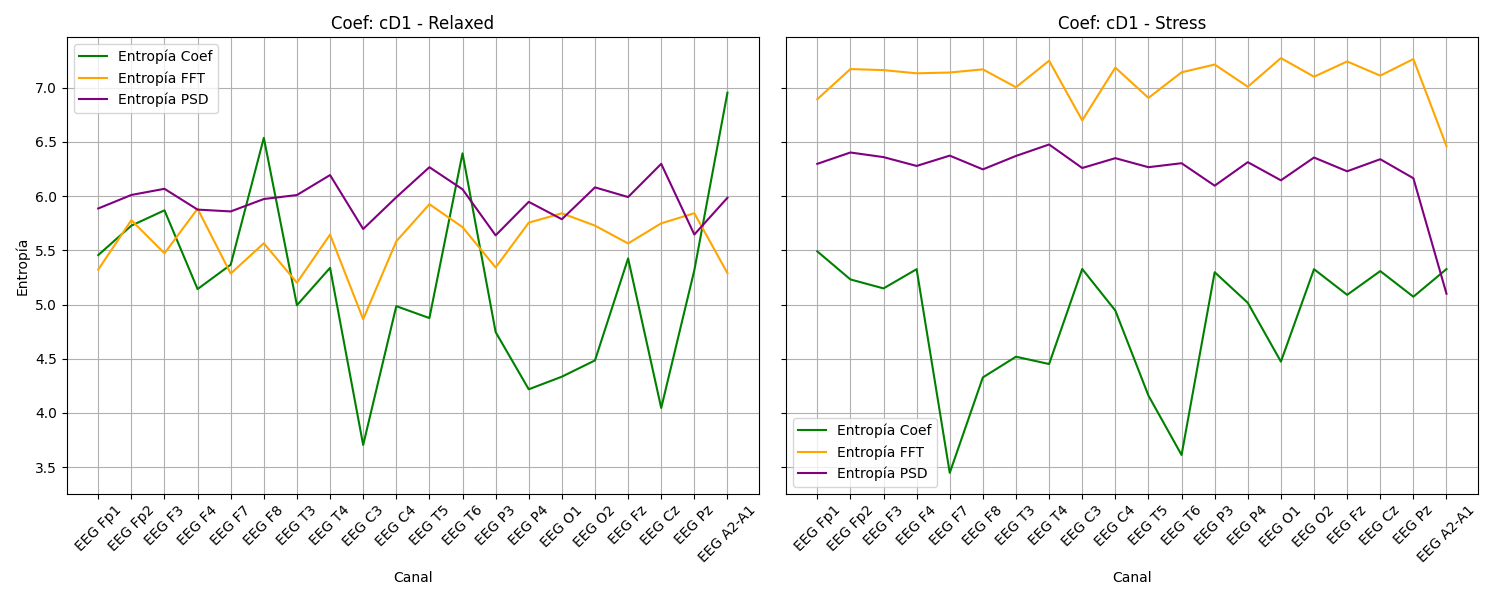 Coef: cD1 - Relaxed
Entropía Coef
Entropía FFT
Entropía PSD
Entropía
7.0
6.5
6.0
5.5
5.0
4.5
4.0
3.5
EEG Fp1
EEG Fp2
EEG F3
EEG F4
EEG F7
EEG F8
EEG T3
EEG T4
EEG C3
EEG C4
EEG T5
EEG T6
EEG P3
EEG P4
EEG O1
EEG O2
EEG Fz
EEG Cz
EEG Pz
EEG A2-A1
Canal
Coef: cD1 - Stress
Entropía Coef
Entropía FFT
Entropía PSD
EEG Fp1
EEG Fp2
EEG F3
EEG F4
EEG F7
EEG F8
EEG T3
EEG T4
EEG C3
EEG C4
EEG T5
EEG T6
EEG P3
EEG P4
EEG O1
EEG O2
EEG Fz
EEG Cz
EEG Pz
EEG A2-A1
Canal